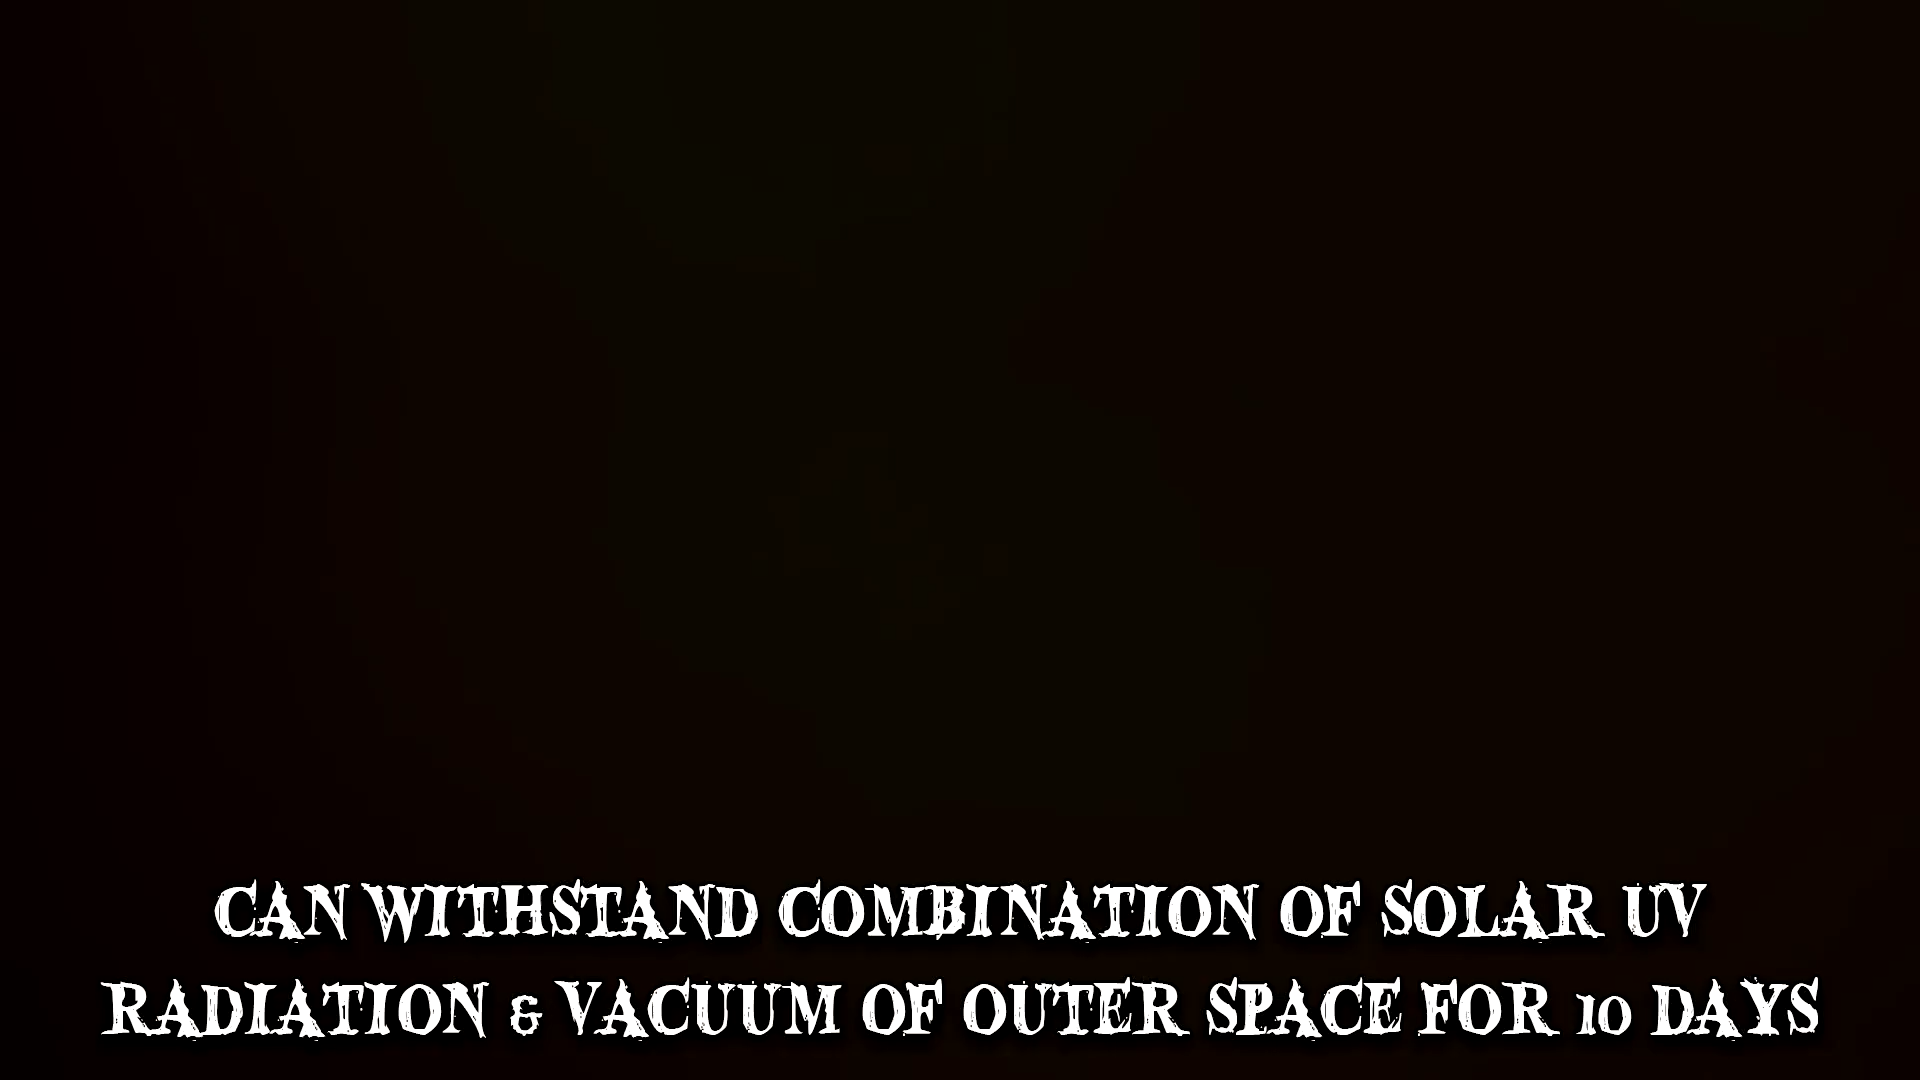 CAN WITHSTAND COMBINATION OF SOLAR UV
RADIATION & VACUUM OF OUTER SPACE FOR 10 DAYS